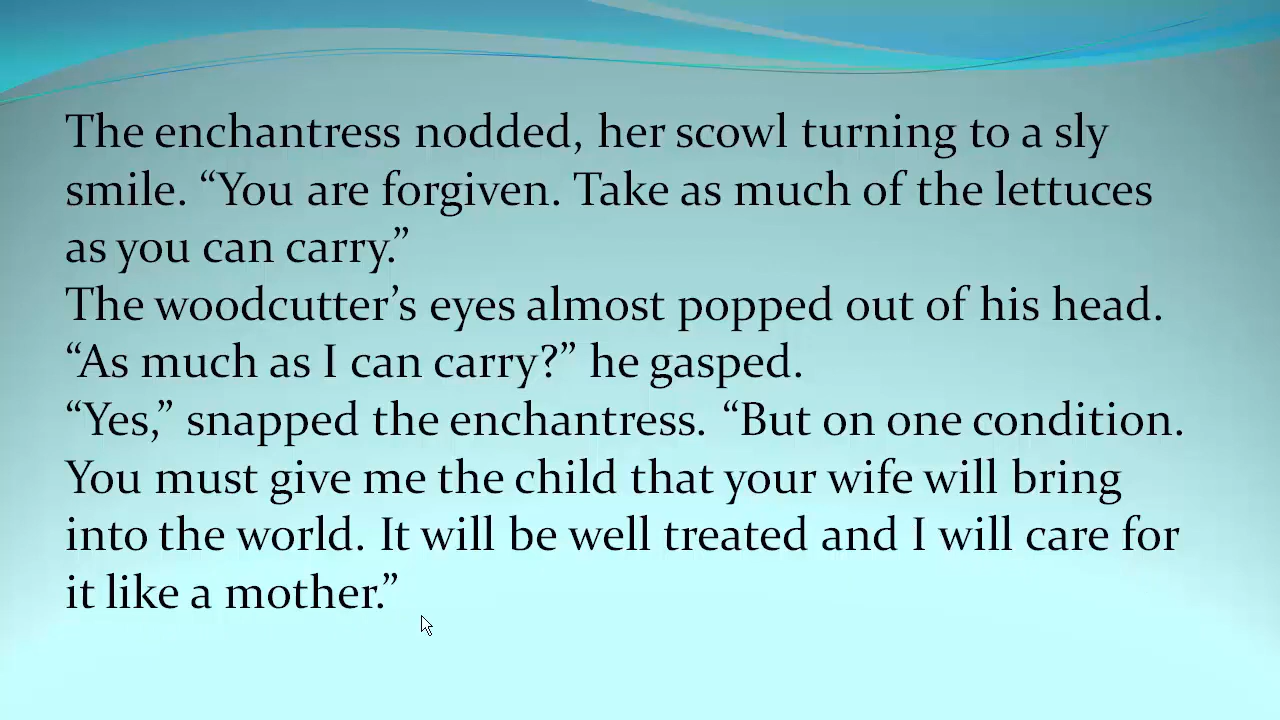 The enchantress nodded, her scowl turning to a sly
smile. “You are forgiven. Take as much of the lettuces
as you can carry.”
The woodcutter’s eyes almost popped out of his head.
“As much as I can carry?” he gasped.
“Yes,” snapped the enchantress. “But on one condition.
You must give me the child that your wife will bring
into the world. It will be well treated and I will care for
it like a mother.”